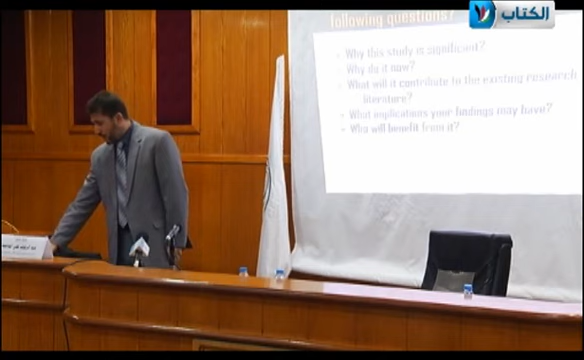 الكتاب
following questions?
Why this study is significant?
Why do it now?
What will it contribute to the existing research
literature?
What implications your findings may have?
Who will benefit from it?